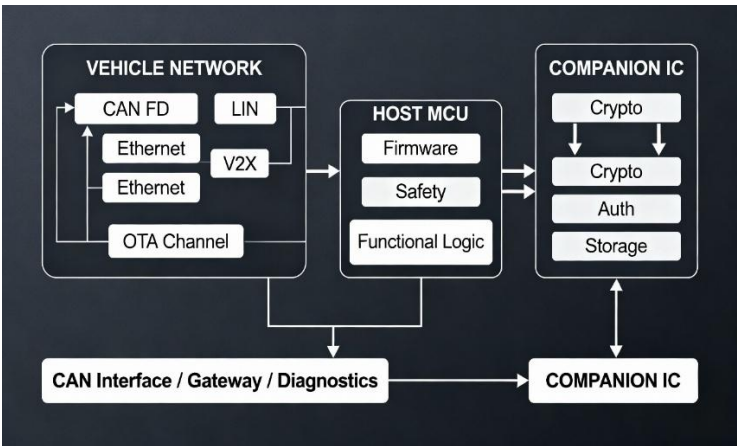 VEHICLE NETWORK
CAN FD
LIN
Ethernet
V2X
Ethernet
OTA Channel
HOST MCU
Firmware
Safety
Functional Logic
COMPANION IC
Crypto
Crypto
Auth
Storage
CAN Interface / Gateway / Diagnostics
COMPANION IC